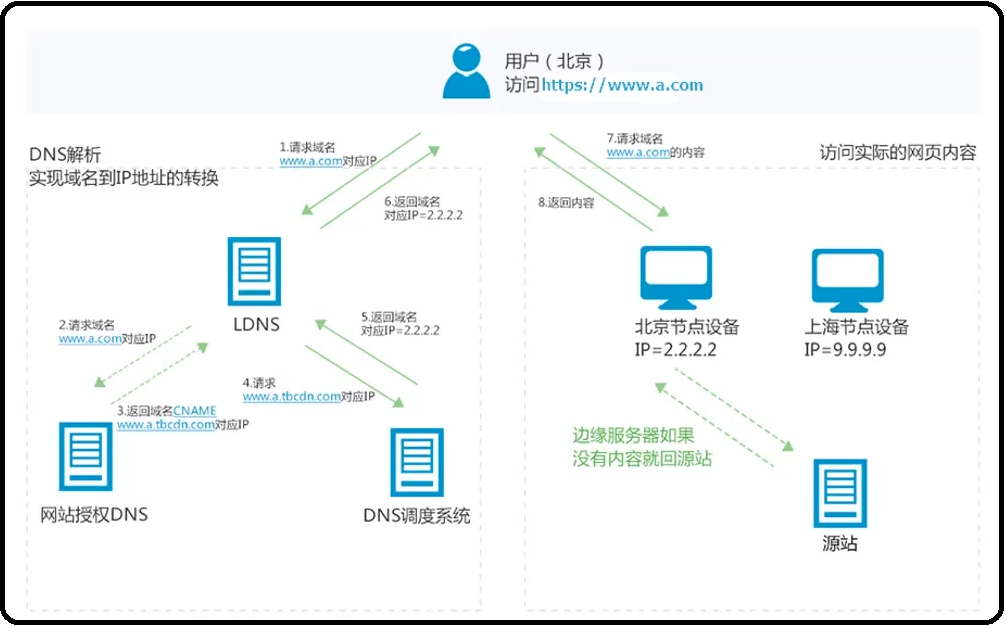 用户（北京）
访问https://www.a.com
DNS解析
实现域名到IP地址的转换
1.请求域名
www.a.com对应IP
6.返回域名
对应IP=2.2.2.2
LDNS
2.请求域名
www.a.com对应IP
5.返回域名
对应IP=2.2.2.2
3.返回域名CNAME
www.a.tbcdn.com对应IP
4.请求
www.a.tbcdn.com对应IP
网站授权DNS
DNS调度系统
7.请求域名
www.a.com的内容
访问实际的网页内容
8.返回内容
北京节点设备
IP=2.2.2.2
上海节点设备
IP=9.9.9.9
边缘服务器如果
没有内容就回源站
源站